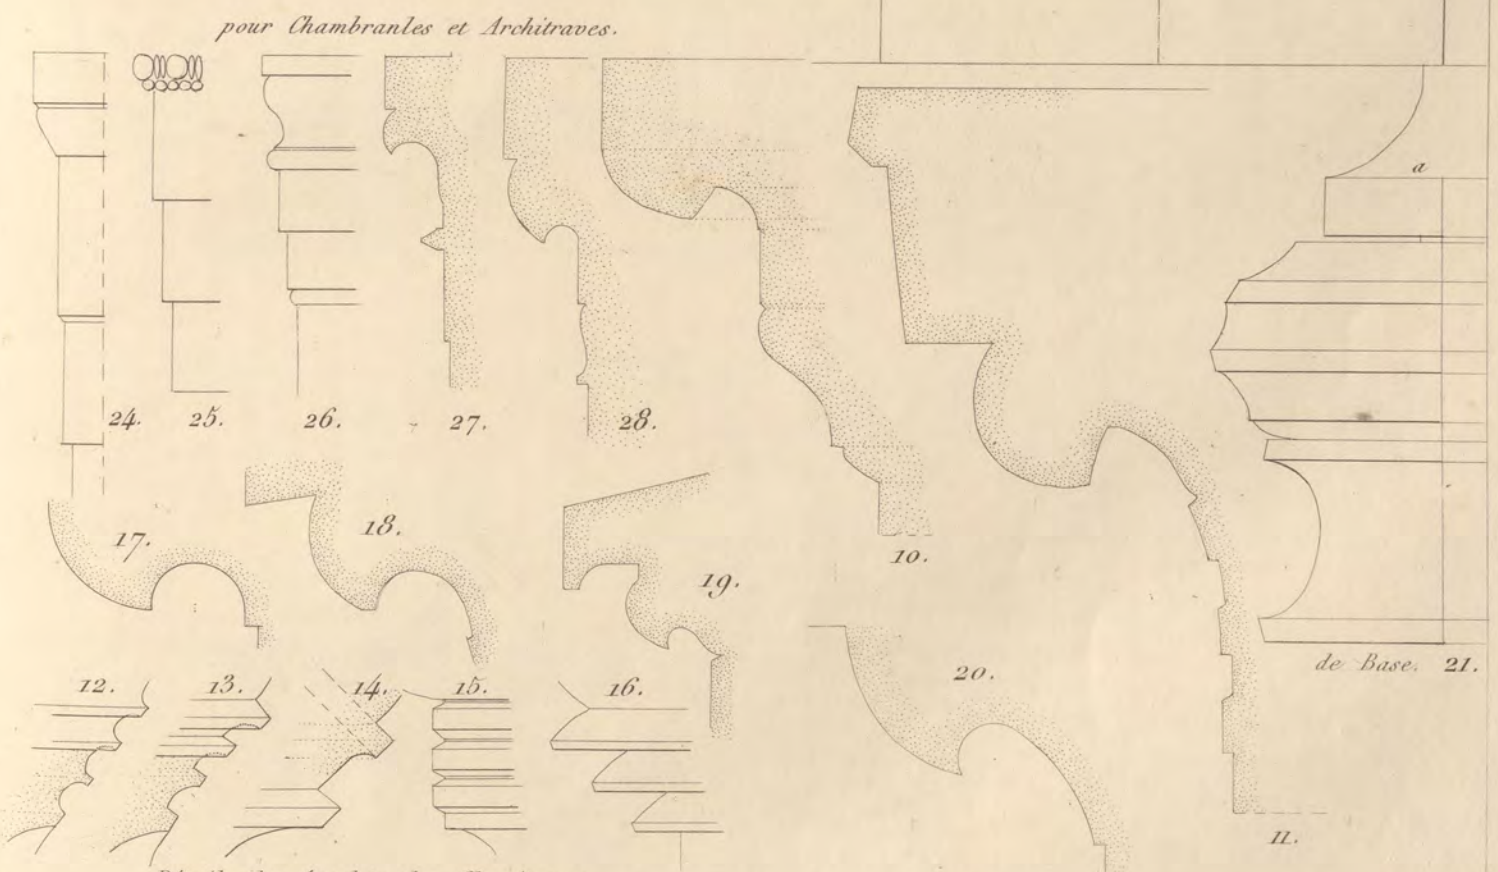 pour Chambranles et Architraves.
a
24. 25. 26. 27. 28.
17. 18. 10.
19.
de Base. 21.
12. 13. 14. 15. 16. 20.
11.